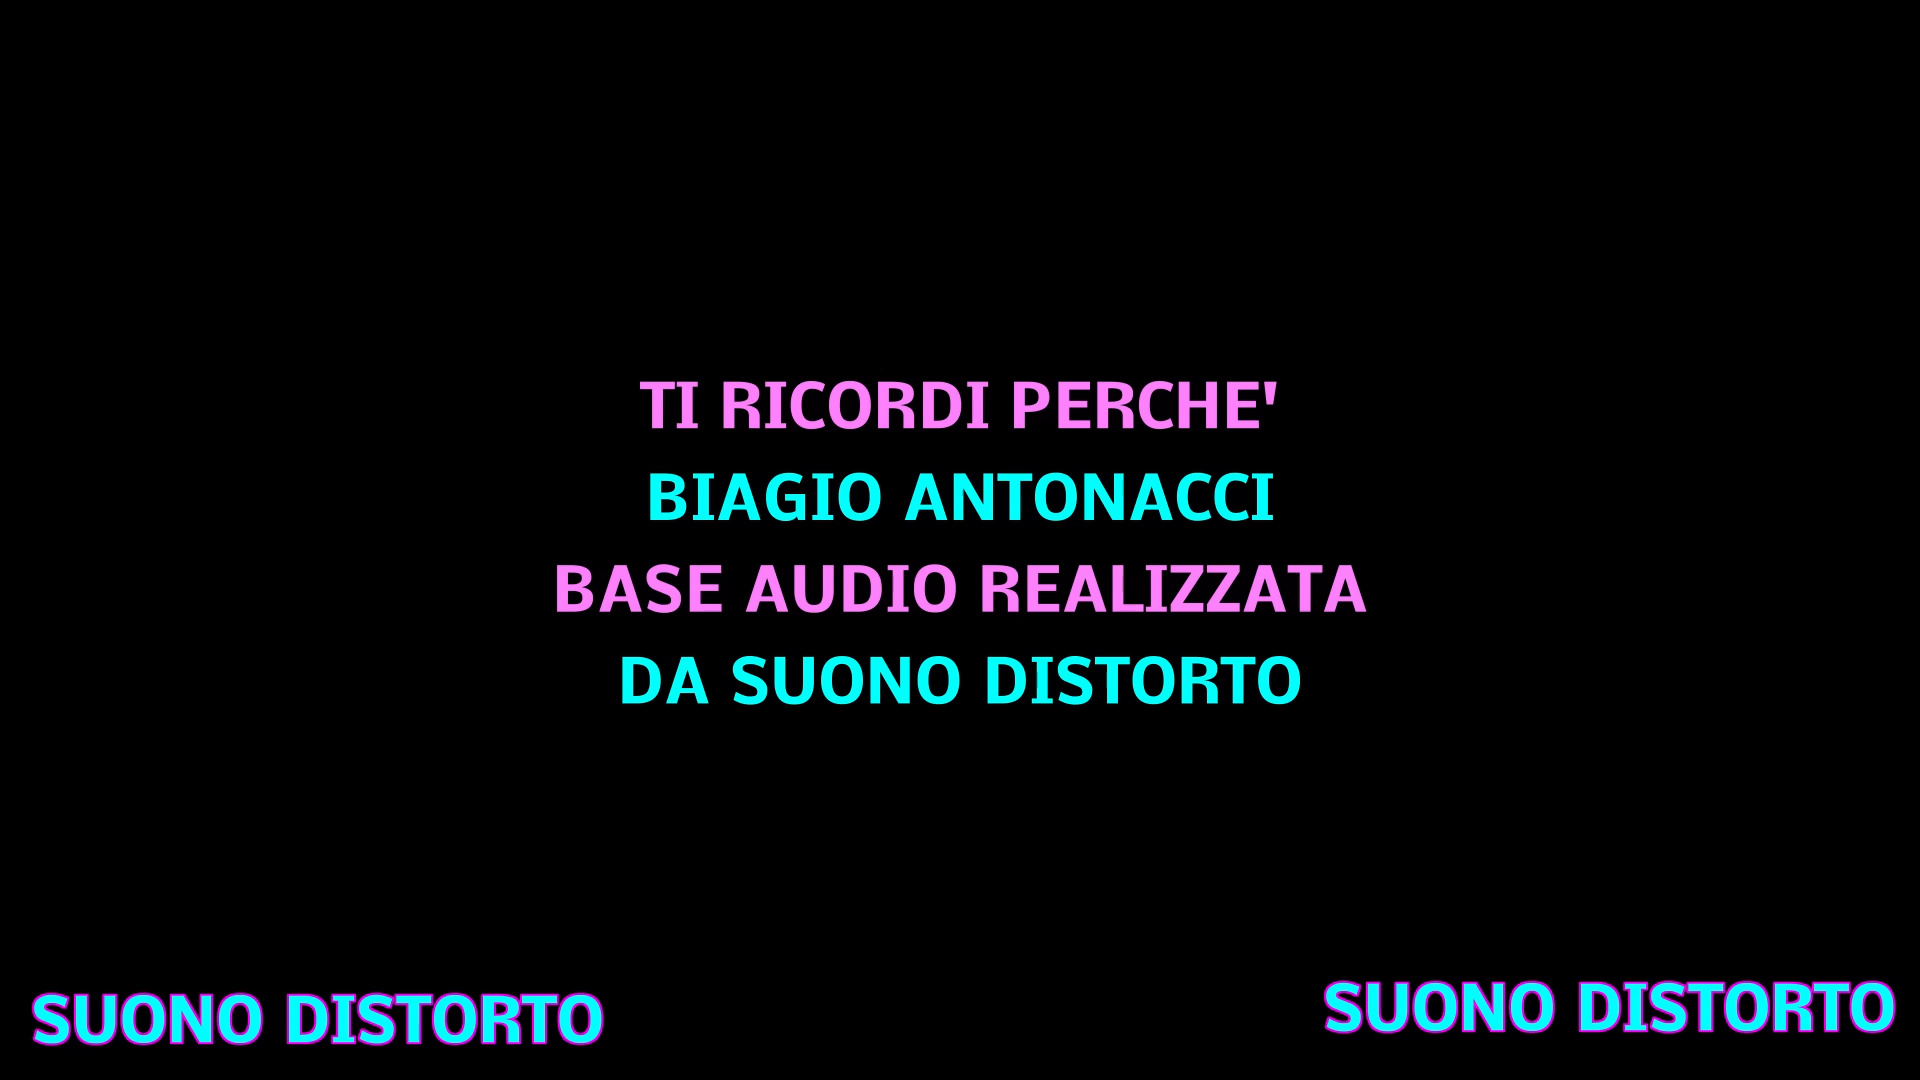 TI RICORDI PERCHE'
BIAGIO ANTONACCI
BASE AUDIO REALIZZATA
DA SUONO DISTORTO
SUONO DISTORTO
SUONO DISTORTO